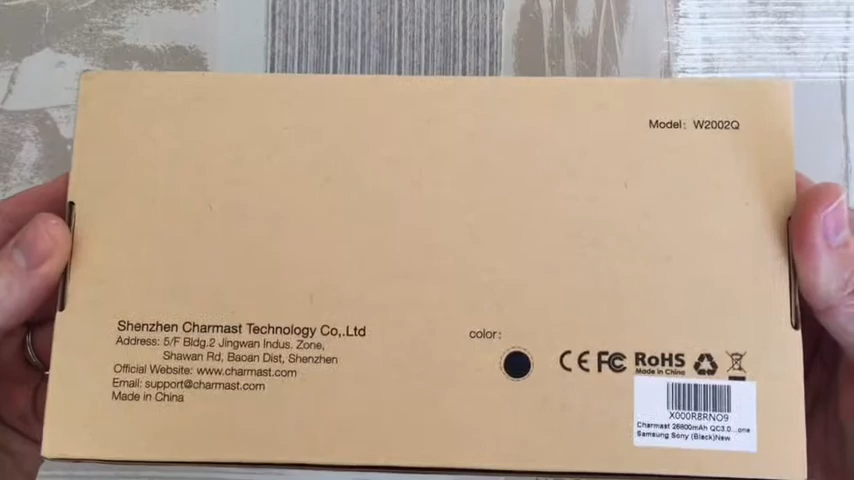 Model: W2002Q
Shenzhen Charmast Technology Co,.Ltd
Address: 5/F Bldg.2 Jingwan Indus. Zone,
Shawan Rd, Baoan Dist, Shenzhen
Official Website: www.charmast.com
Email: support@charmast.com
Made in China
color:
CE FC RoHS
Made in China
X000R8RNO9
Charmast 26800mAh QC3.0...one
Samsung Sony (Black)New